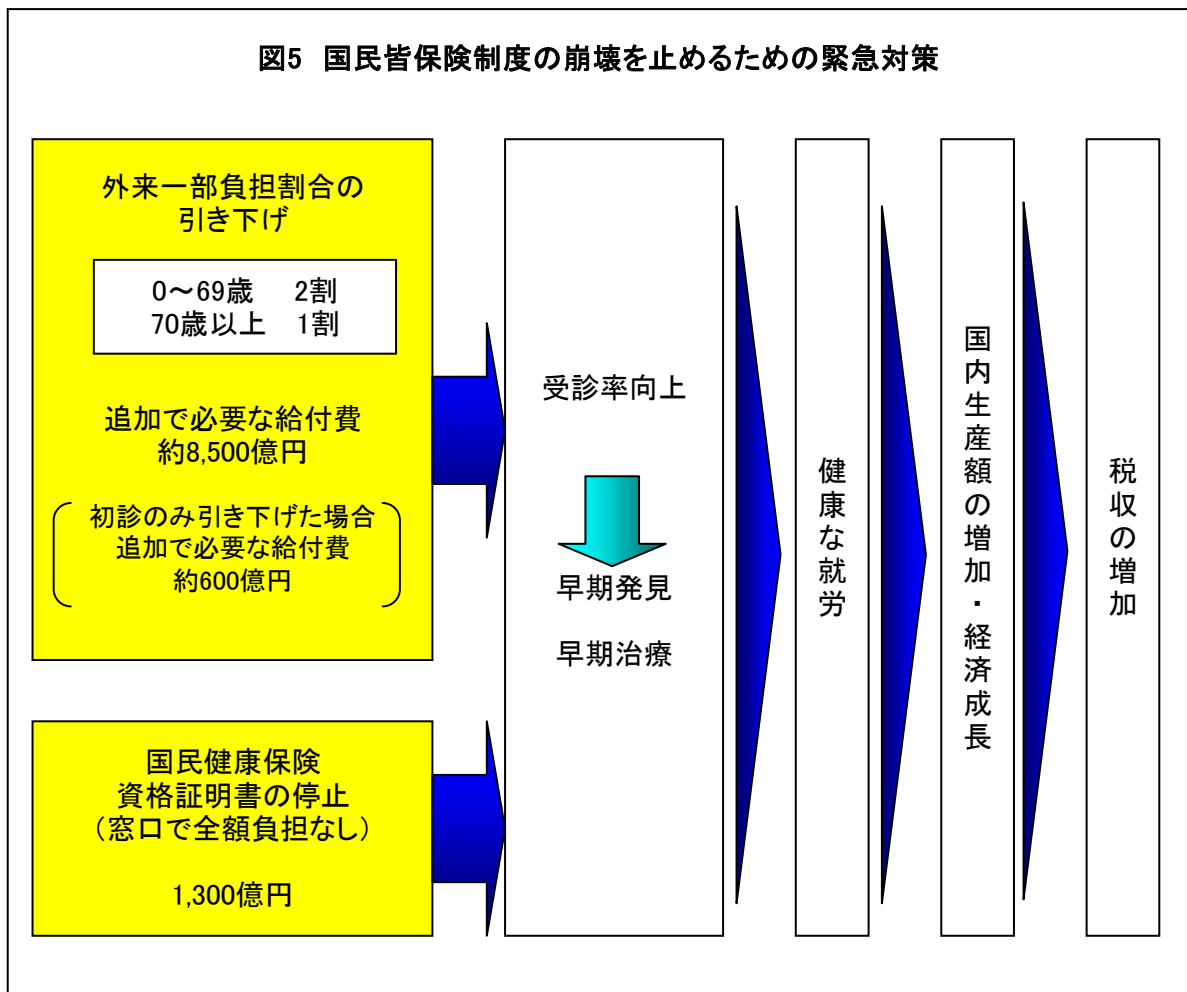 図5 国民皆保険制度の崩壊を止めるための緊急対策
外来一部負担割合の
引き下げ
0～69歳 2割
70歳以上 1割
追加で必要な給付費
約8,500億円
初診のみ引き下げた場合
追加で必要な給付費
約600億円
国民健康保険
資格証明書の停止
（窓口で全額負担なし）
1,300億円
受診率向上
早期発見
早期治療
健康な就労
国内生産額の増加・経済成長
税収の増加